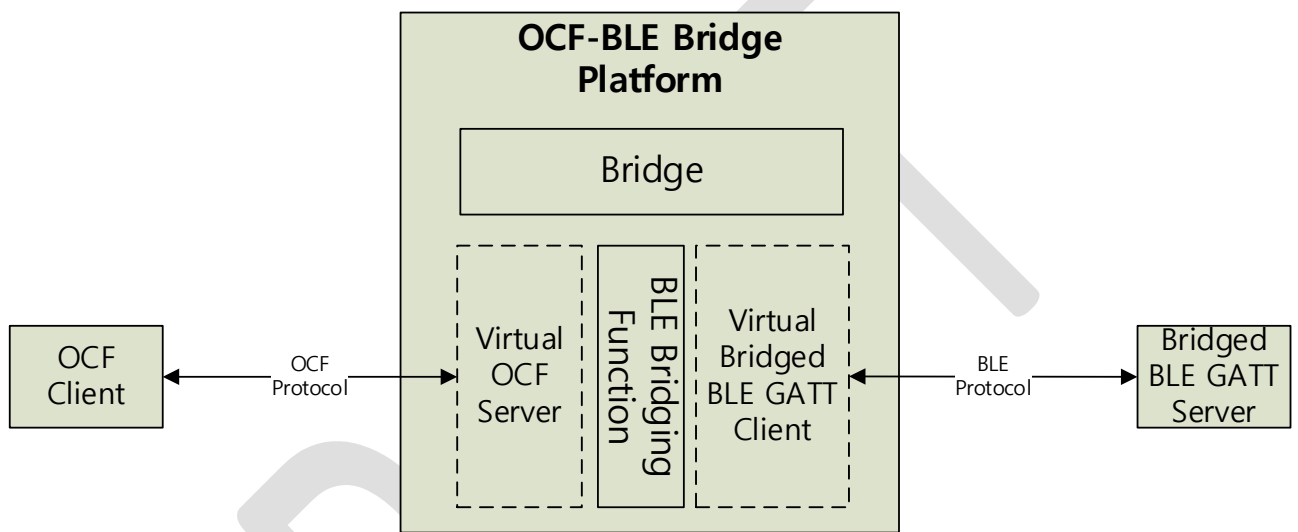 OCF-BLE Bridge
Platform
Bridge
OCF
Client
OCF
Protocol
Virtual
OCF
Server
BLE Bridging
Function
Virtual
Bridged
BLE GATT
Client
BLE
Protocol
Bridged
BLE GATT
Server